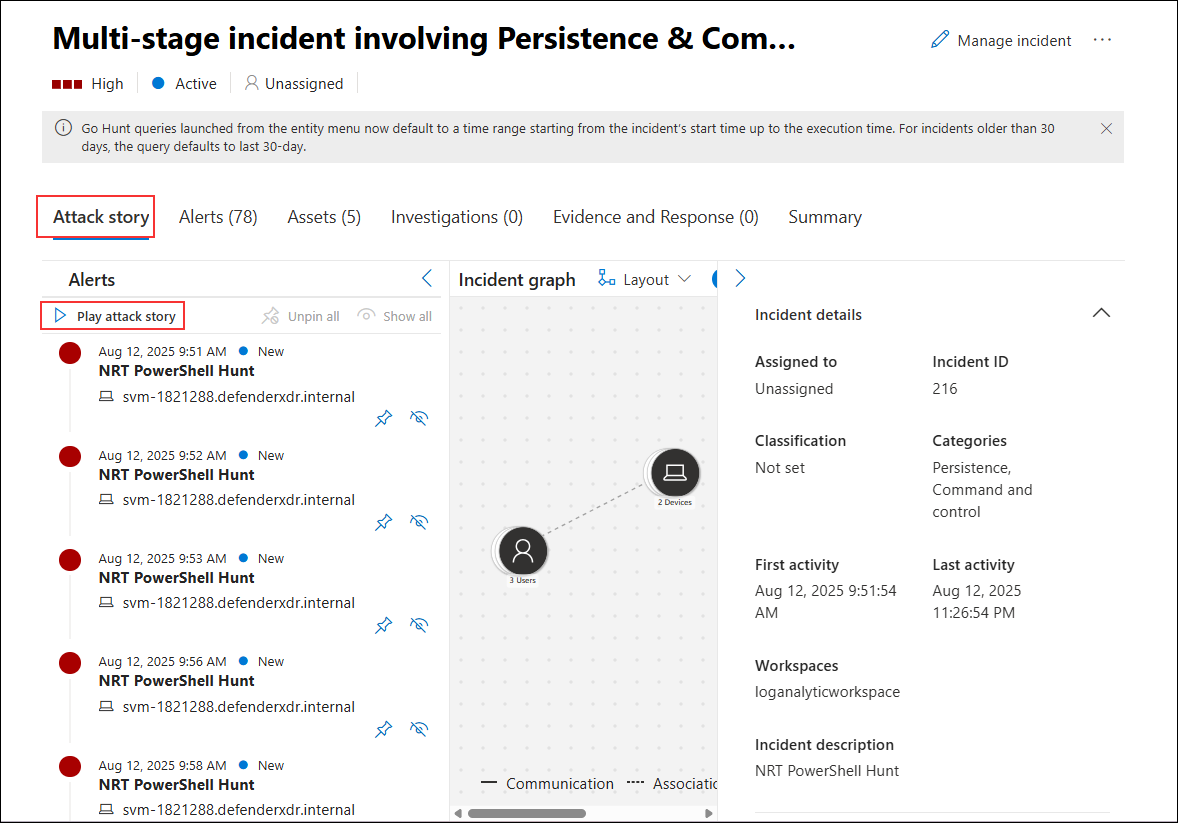 Multi-stage incident involving Persistence & Com...
Manage incident
...
High
Active
Unassigned
Go Hunt queries launched from the entity menu now default to a time range starting from the incident's start time up to the execution time. For incidents older than 30
days, the query defaults to last 30-day.
Attack story
Alerts (78)
Assets (5)
Investigations (0)
Evidence and Response (0)
Summary
Alerts
Play attack story
Unpin all
Show all
Aug 12, 2025 9:51 AM
New
NRT PowerShell Hunt
svm-1821288.defenderxdr.internal
Aug 12, 2025 9:52 AM
New
NRT PowerShell Hunt
svm-1821288.defenderxdr.internal
Aug 12, 2025 9:53 AM
New
NRT PowerShell Hunt
svm-1821288.defenderxdr.internal
Aug 12, 2025 9:56 AM
New
NRT PowerShell Hunt
svm-1821288.defenderxdr.internal
Aug 12, 2025 9:58 AM
New
NRT PowerShell Hunt
svm-1821288.defenderxdr.internal
Incident graph
Layout
2 Devices
3 Users
Communication
Associatio
Incident details
Assigned to
Unassigned
Incident ID
216
Classification
Not set
Categories
Persistence,
Command and
control
First activity
Aug 12, 2025 9:51:54
AM
Last activity
Aug 12, 2025
11:26:54 PM
Workspaces
loganalyticworkspace
Incident description
NRT PowerShell Hunt